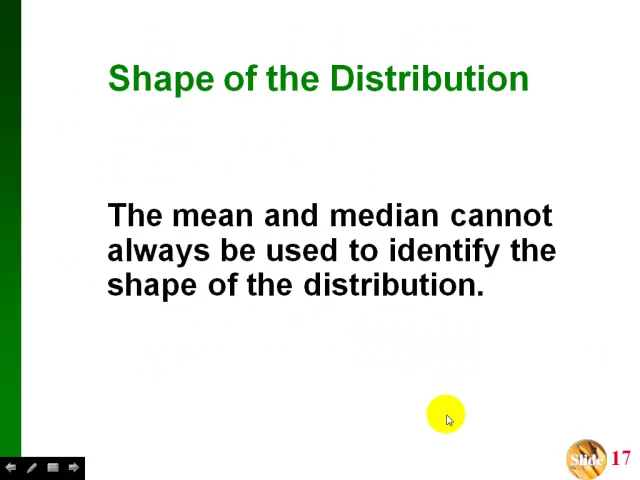 Shape of the Distribution
The mean and median cannot
always be used to identify the
shape of the distribution.
Slide 17